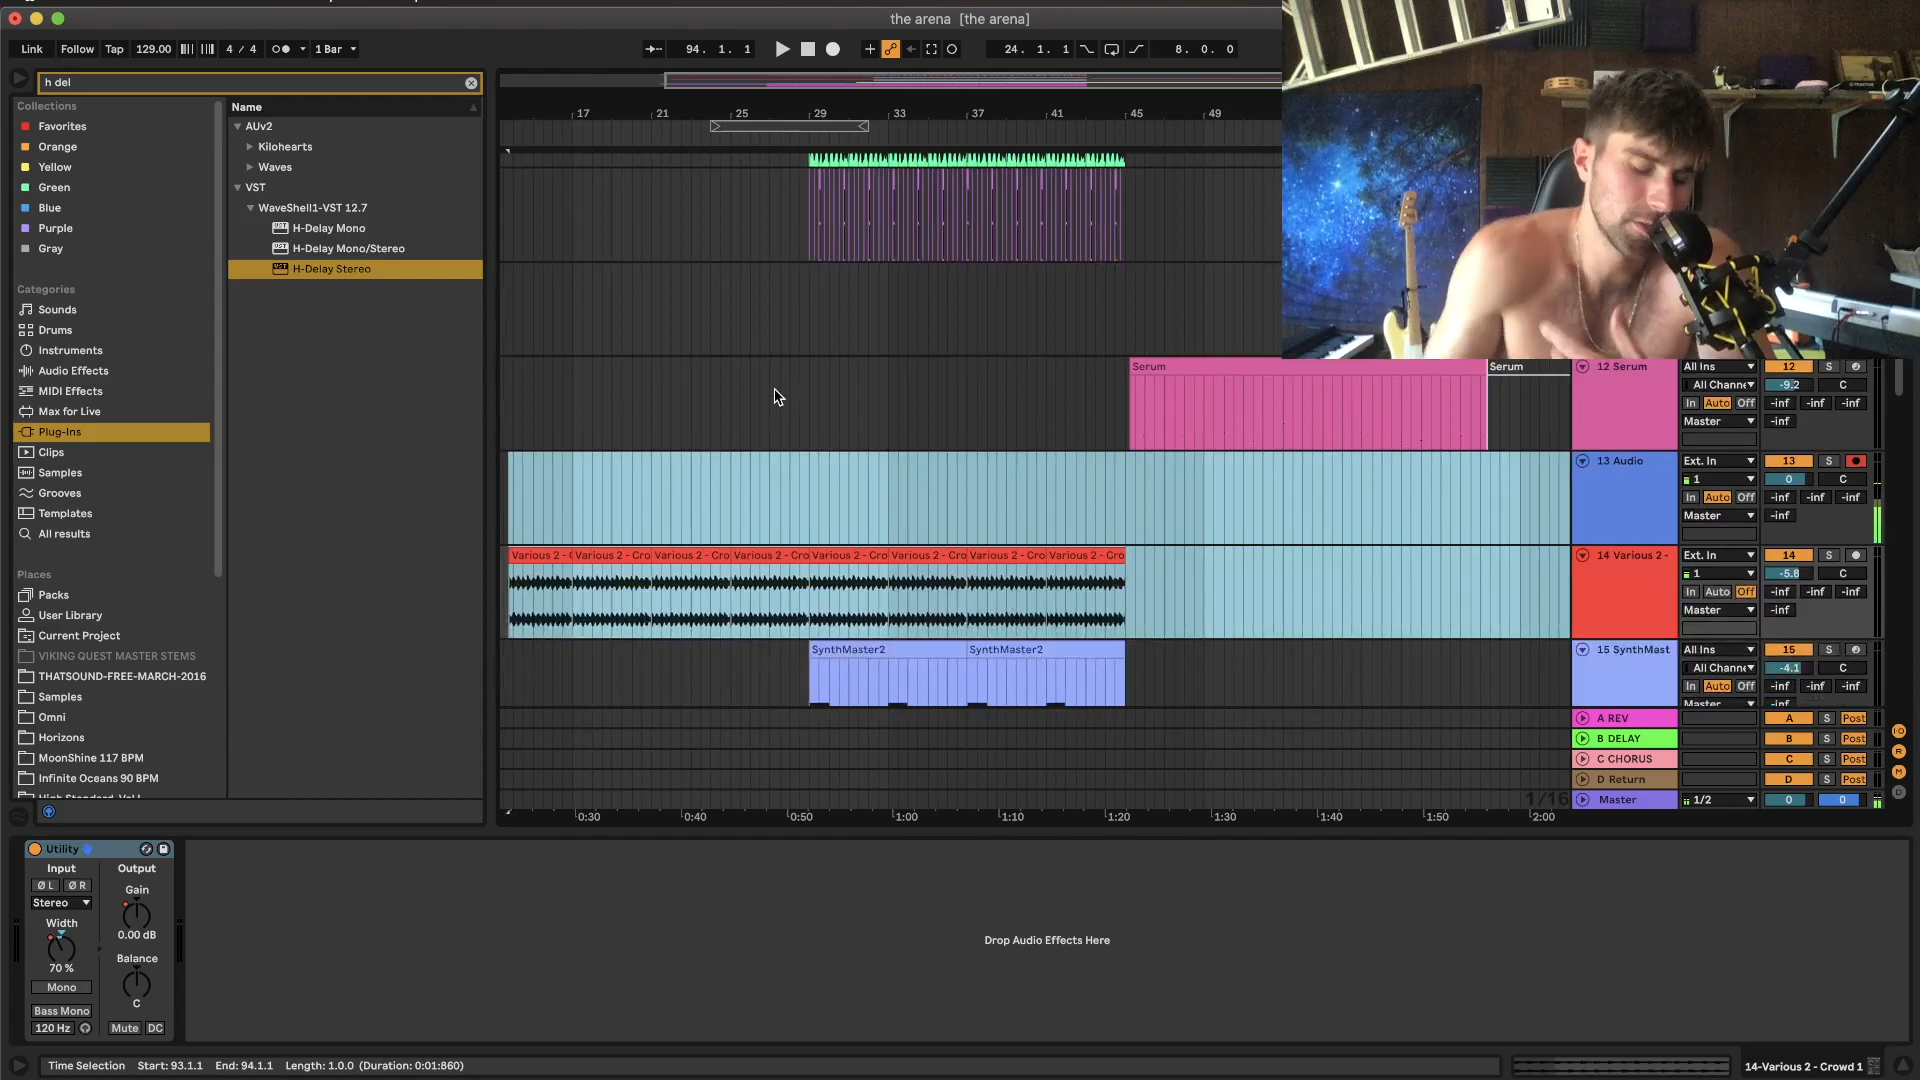 the arena  [the arena]
Link Follow Tap 129.00 4 / 4 1 Bar 94. 1. 1 24. 1. 1 8. 0. 0
h del
Collections
Favorites
Orange
Yellow
Green
Blue
Purple
Gray
Categories
Sounds
Drums
Instruments
Audio Effects
MIDI Effects
Max for Live
Plug-Ins
Clips
Samples
Grooves
Templates
All results
Places
Packs
User Library
Current Project
VIKING QUEST MASTER STEMS
THATSOUND-FREE-MARCH-2016
Samples
Omni
Horizons
MoonShine 117 BPM
Infinite Oceans 90 BPM
Name
AUv2
Kilohearts
Waves
VST
WaveShell1-VST 12.7
H-Delay Mono
H-Delay Mono/Stereo
H-Delay Stereo
17 21 25 29 33 37 41 45 49
Serum Serum
Various 2 - ( Various 2 - Cro Various 2 - Cro Various 2 - Cro Various 2 - Cro Various 2 - Cro Various 2 - Cro Various 2 - Cro
SynthMaster2 SynthMaster2
1/16
0:30 0:40 0:50 1:00 1:10 1:20 1:30 1:40 1:50 2:00
12 Serum All Ins 12 S
All Channe -9.2 C
In Auto Off -inf -inf -inf
Master -inf
13 Audio Ext. In 13 S
1 0 C
In Auto Off -inf -inf -inf
Master -inf
14 Various 2 - Ext. In 14 S
1 -5.8 C
In Auto Off -inf -inf -inf
Master -inf
15 SynthMast All Ins 15 S
All Channe -4.1 C
In Auto Off -inf -inf -inf
Master -inf
A REV A S Post
B DELAY B S Post
C CHORUS C S Post
D Return D S Post
Master 1/2 0 0
I·O
R
M
D
Utility
Input Output
Ø L Ø R Gain
Stereo
Width
0.00 dB
70 % Balance
Mono C
Bass Mono
120 Hz Mute DC
Drop Audio Effects Here
Time Selection Start: 93.1.1 End: 94.1.1 Length: 1.0.0 (Duration: 0:01:860)
14-Various 2 - Crowd 1